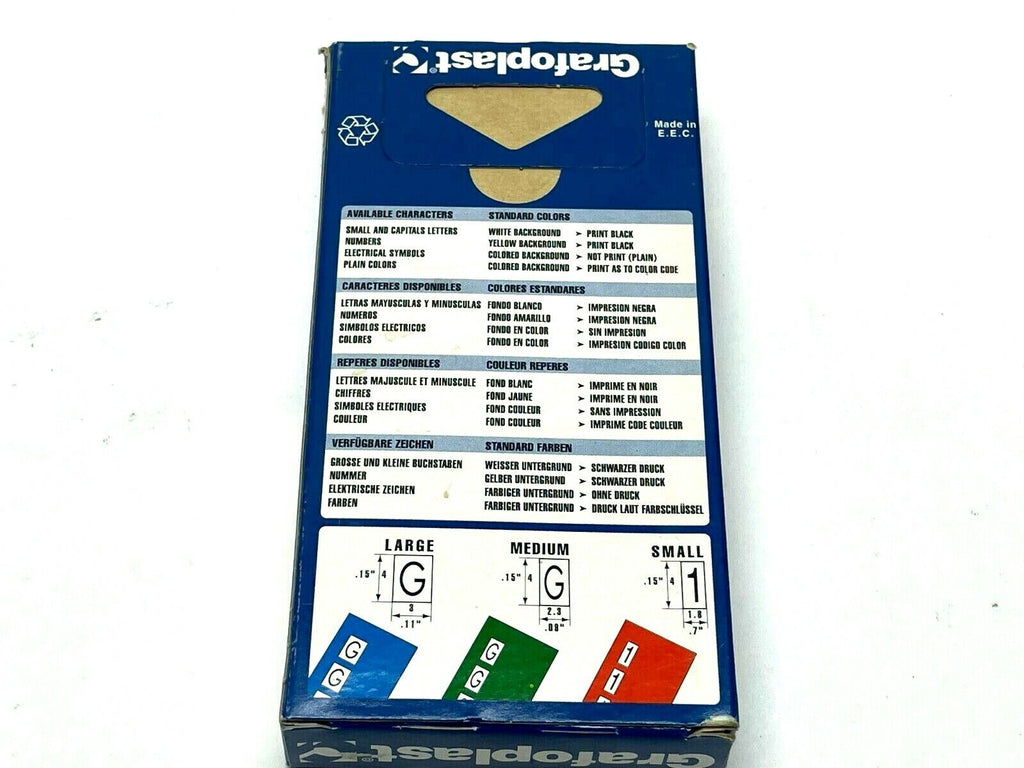 Grafoplast®
Made in
E.E.C.
AVAILABLE CHARACTERS STANDARD COLORS
SMALL AND CAPITALS LETTERS WHITE BACKGROUND ➤ PRINT BLACK
NUMBERS YELLOW BACKGROUND ➤ PRINT BLACK
ELECTRICAL SYMBOLS COLORED BACKGROUND ➤ NOT PRINT (PLAIN)
PLAIN COLORS COLORED BACKGROUND ➤ PRINT AS TO COLOR CODE
CARACTERES DISPONIBLES COLORES ESTANDARES
LETRAS MAYUSCULAS Y MINUSCULAS FONDO BLANCO ➤ IMPRESION NEGRA
NUMEROS FONDO AMARILLO ➤ IMPRESION NEGRA
SIMBOLOS ELECTRICOS FONDO EN COLOR ➤ SIN IMPRESION
COLORES FONDO EN COLOR ➤ IMPRESION CODIGO COLOR
REPERES DISPONIBLES COULEUR REPERES
LETTRES MAJUSCULE ET MINUSCULE FOND BLANC ➤ IMPRIME EN NOIR
CHIFFRES FOND JAUNE ➤ IMPRIME EN NOIR
SIMBOLES ELECTRIQUES FOND COULEUR ➤ SANS IMPRESSION
COULEUR FOND COULEUR ➤ IMPRIME CODE COULEUR
VERFÜGBARE ZEICHEN STANDARD FARBEN
GROSSE UND KLEINE BUCHSTABEN WEISSER UNTERGRUND ➤ SCHWARZER DRUCK
NUMMER GELBER UNTERGRUND ➤ SCHWARZER DRUCK
ELEKTRISCHE ZEICHEN FARBIGER UNTERGRUND ➤ OHNE DRUCK
FARBEN FARBIGER UNTERGRUND ➤ DRUCK LAUT FARBSCHLÜSSEL
LARGE MEDIUM SMALL
.15" 4 G .15" 4 G .15" 4 1
3 2.3 1.8
.11" .09" .7"
G G 1
G G 1
Grafoplast